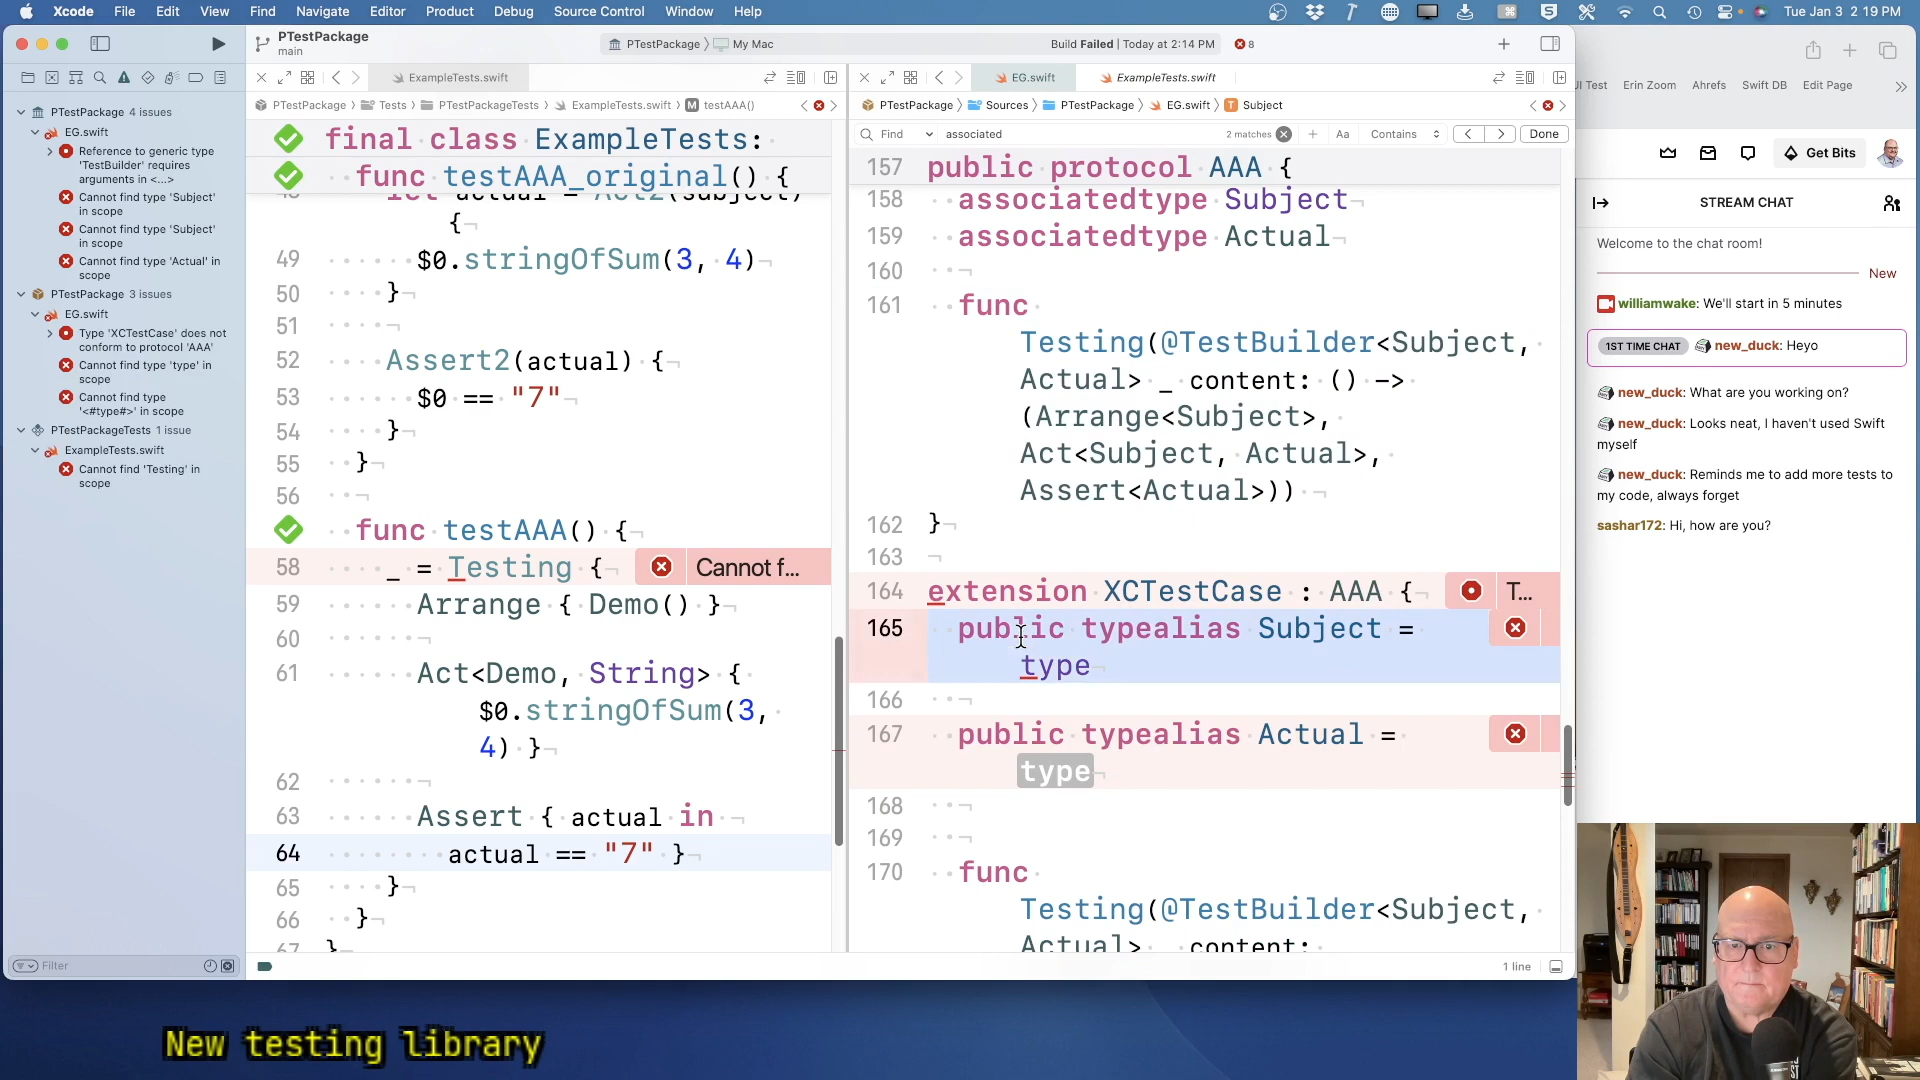 Xcode File Edit View Find Navigate Editor Product Debug Source Control Window Help
Tue Jan 3 2 19 PM
PTestPackage
main
PTestPackage My Mac
Build Failed | Today at 2:14 PM
8
ExampleTests.swift
EG.swift
ExampleTests.swift
PTestPackage Tests PTestPackageTests ExampleTests.swift M testAAA()
PTestPackage Sources PTestPackage EG.swift T Subject
Find associated 2 matches Aa Contains Done
PTestPackage 4 issues
EG.swift
Reference to generic type
'TestBuilder' requires
arguments in <...>
Cannot find type 'Subject'
in scope
Cannot find type 'Subject'
in scope
Cannot find type 'Actual' in
scope
PTestPackage 3 issues
EG.swift
Type 'XCTestCase' does not
conform to protocol 'AAA'
Cannot find type 'type' in
scope
Cannot find type
'<#type#>' in scope
PTestPackageTests 1 issue
ExampleTests.swift
Cannot find 'Testing' in
scope
Filter
final class ExampleTests:
func testAAA_original() {
let actual = Act2(subject)
{
49 $0.stringOfSum(3, 4)
50 }
51
52 Assert2(actual) {
53 $0 == "7"
54 }
55 }
56
func testAAA() {
58 _ = Testing { Cannot f...
59 Arrange { Demo() }
60
61 Act<Demo, String> {
$0.stringOfSum(3,
4) }
62
63 Assert { actual in
64 actual == "7" }
65 }
66 }
67 }
157 public protocol AAA {
158 associatedtype Subject
159 associatedtype Actual
160
161 func
Testing(@TestBuilder<Subject,
Actual> _ content: () ->
(Arrange<Subject>,
Act<Subject, Actual>,
Assert<Actual>))
162 }
163
164 extension XCTestCase : AAA { T...
165 public typealias Subject =
type
166
167 public typealias Actual =
type
168
169
170 func
Testing(@TestBuilder<Subject,
Actual> _ content:
1 line
UI Test Erin Zoom Ahrefs Swift DB Edit Page
Get Bits
STREAM CHAT
Welcome to the chat room!
New
williamwake: We'll start in 5 minutes
1ST TIME CHAT new_duck: Heyo
new_duck: What are you working on?
new_duck: Looks neat, I haven't used Swift
myself
new_duck: Reminds me to add more tests to
my code, always forget
sashar172: Hi, how are you?
New testing library